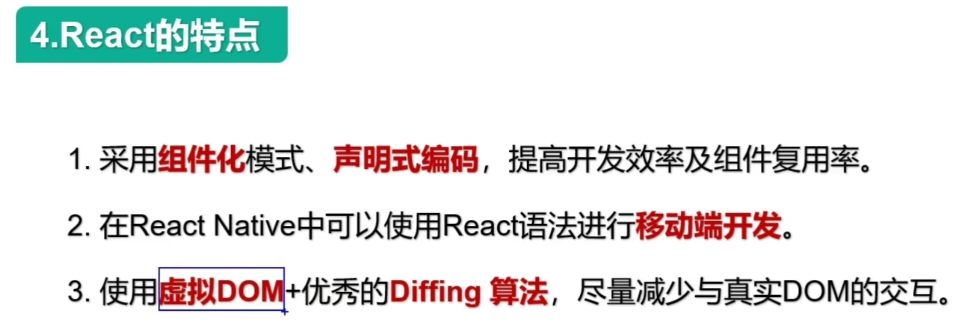 4.React的特点
1. 采用组件化模式、声明式编码，提高开发效率及组件复用率。
2. 在React Native中可以使用React语法进行移动端开发。
3. 使用虚拟DOM+优秀的Diffing 算法，尽量减少与真实DOM的交互。